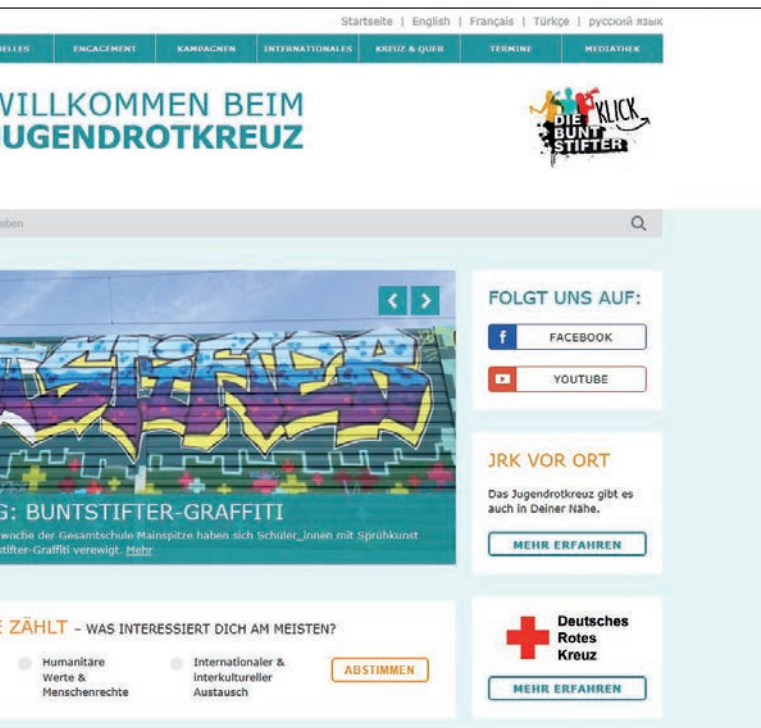 Startseite | English | Français | Türkçe | русский язык
ENGAGEMENT KAMPAGNEN INTERNATIONALES KREUZ & QUER TERMINE MEDIATHEK
WILLKOMMEN BEIM
JUGENDROTKREUZ
DIE
BUNT
STIFTER
KLICK
FOLGT UNS AUF:
FACEBOOK
YOUTUBE
G: BUNTSTIFTER-GRAFFITI
woche der Gesamtschule Mainspitze haben sich Schüler_innen mit Sprühkunst
stifter-Graffiti verewigt. Mehr
JRK VOR ORT
Das Jugendrotkreuz gibt es
auch in Deiner Nähe.
MEHR ERFAHREN
E ZÄHLT – WAS INTERESSIERT DICH AM MEISTEN?
Humanitäre
Werte &
Menschenrechte
Internationaler &
interkultureller
Austausch
ABSTIMMEN
Deutsches
Rotes
Kreuz
MEHR ERFAHREN